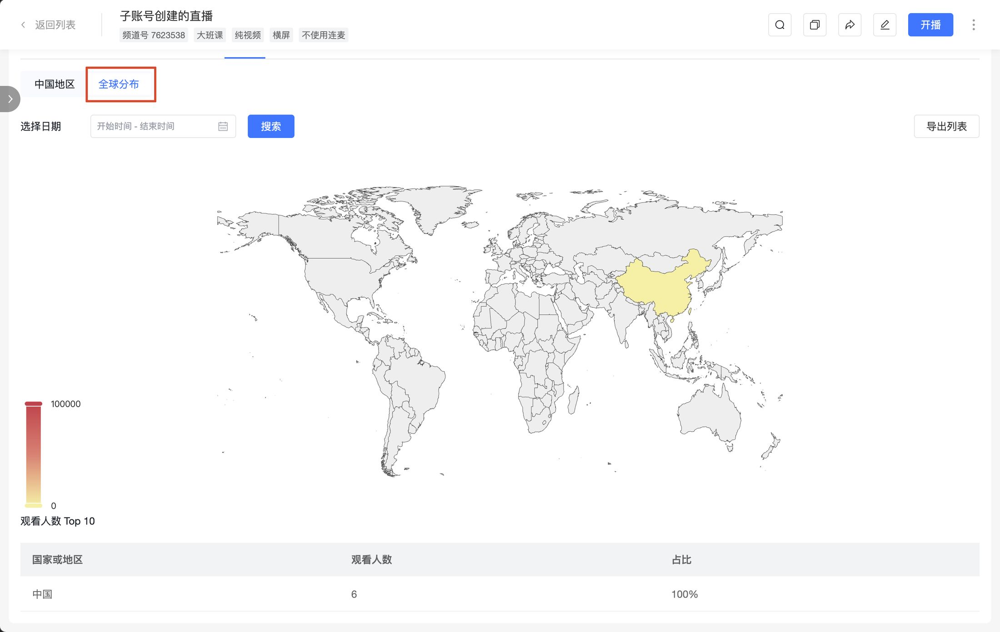 返回列表
子账号创建的直播
频道号 7623538 大班课 纯视频 横屏 不使用连麦
开播
中国地区 全球分布
选择日期 开始时间 - 结束时间 搜索 导出列表
100000
0
观看人数 Top 10
国家或地区 观看人数 占比
中国 6 100%